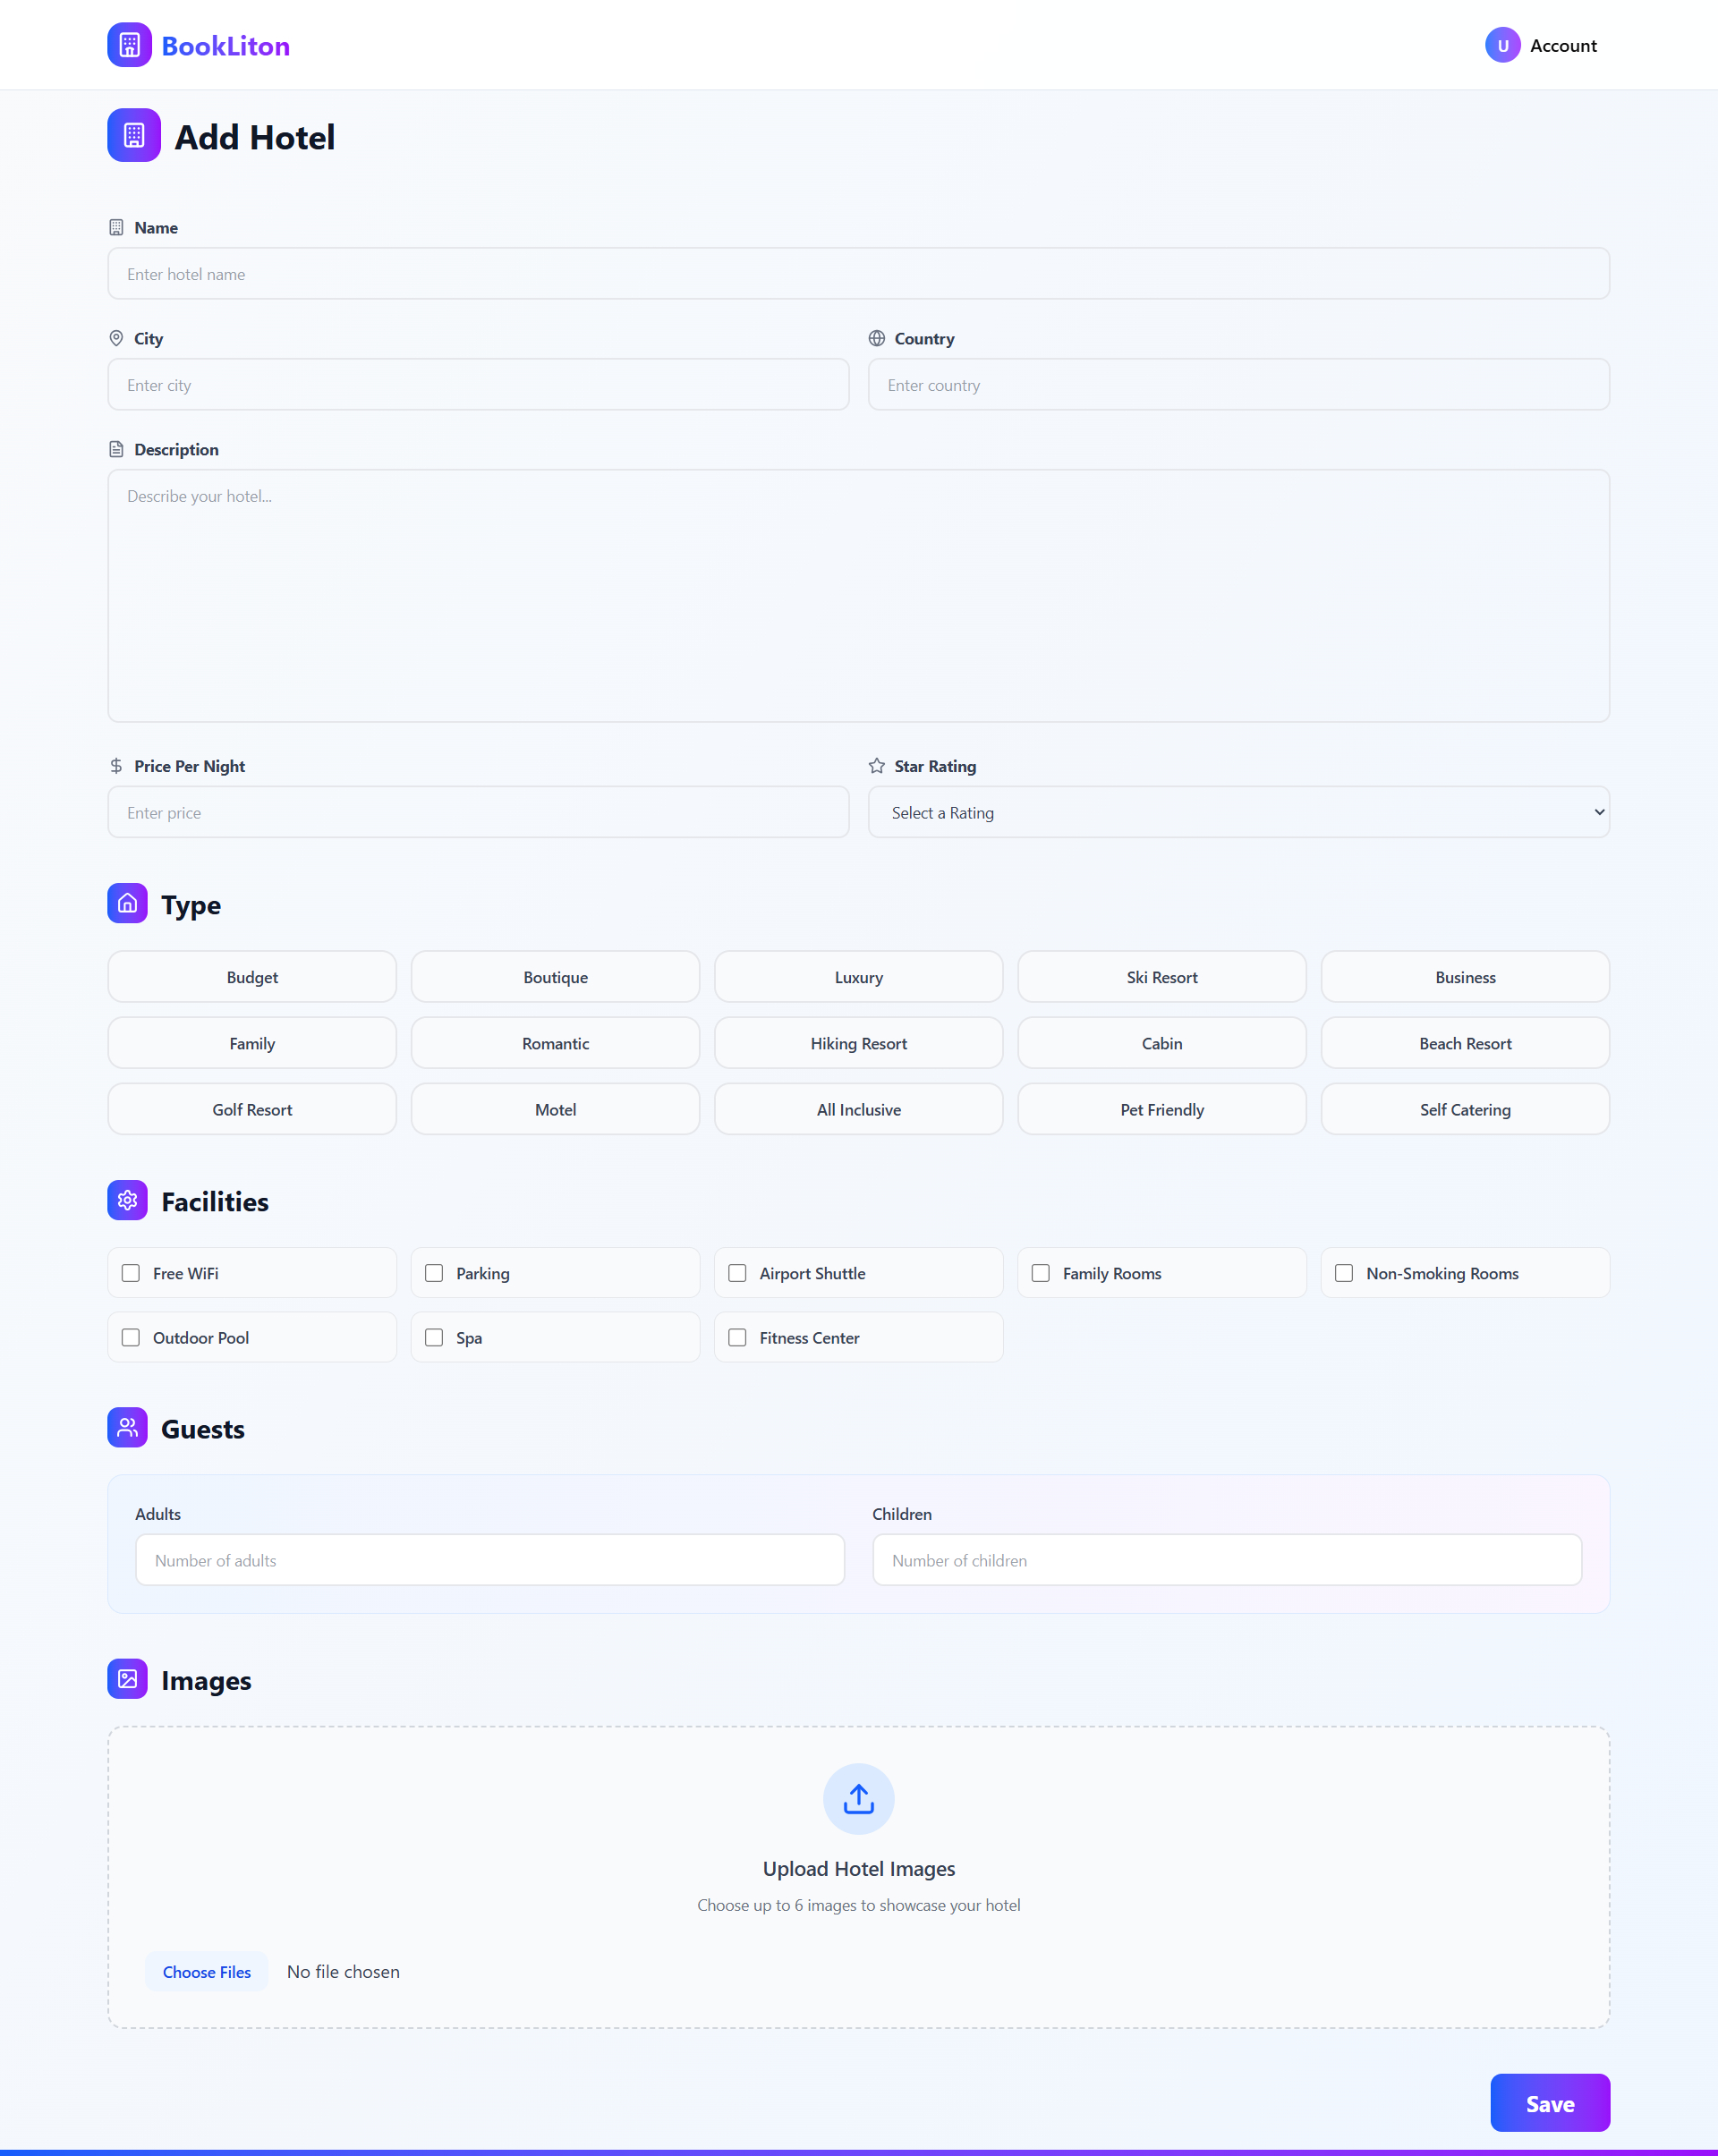 BookLiton
U Account
Add Hotel
Name
Enter hotel name
City
Country
Enter city
Enter country
Description
Describe your hotel...
Price Per Night
Star Rating
Enter price
Select a Rating
Type
Budget
Boutique
Luxury
Ski Resort
Business
Family
Romantic
Hiking Resort
Cabin
Beach Resort
Golf Resort
Motel
All Inclusive
Pet Friendly
Self Catering
Facilities
Free WiFi
Parking
Airport Shuttle
Family Rooms
Non-Smoking Rooms
Outdoor Pool
Spa
Fitness Center
Guests
Adults
Children
Number of adults
Number of children
Images
Upload Hotel Images
Choose up to 6 images to showcase your hotel
Choose Files
No file chosen
Save